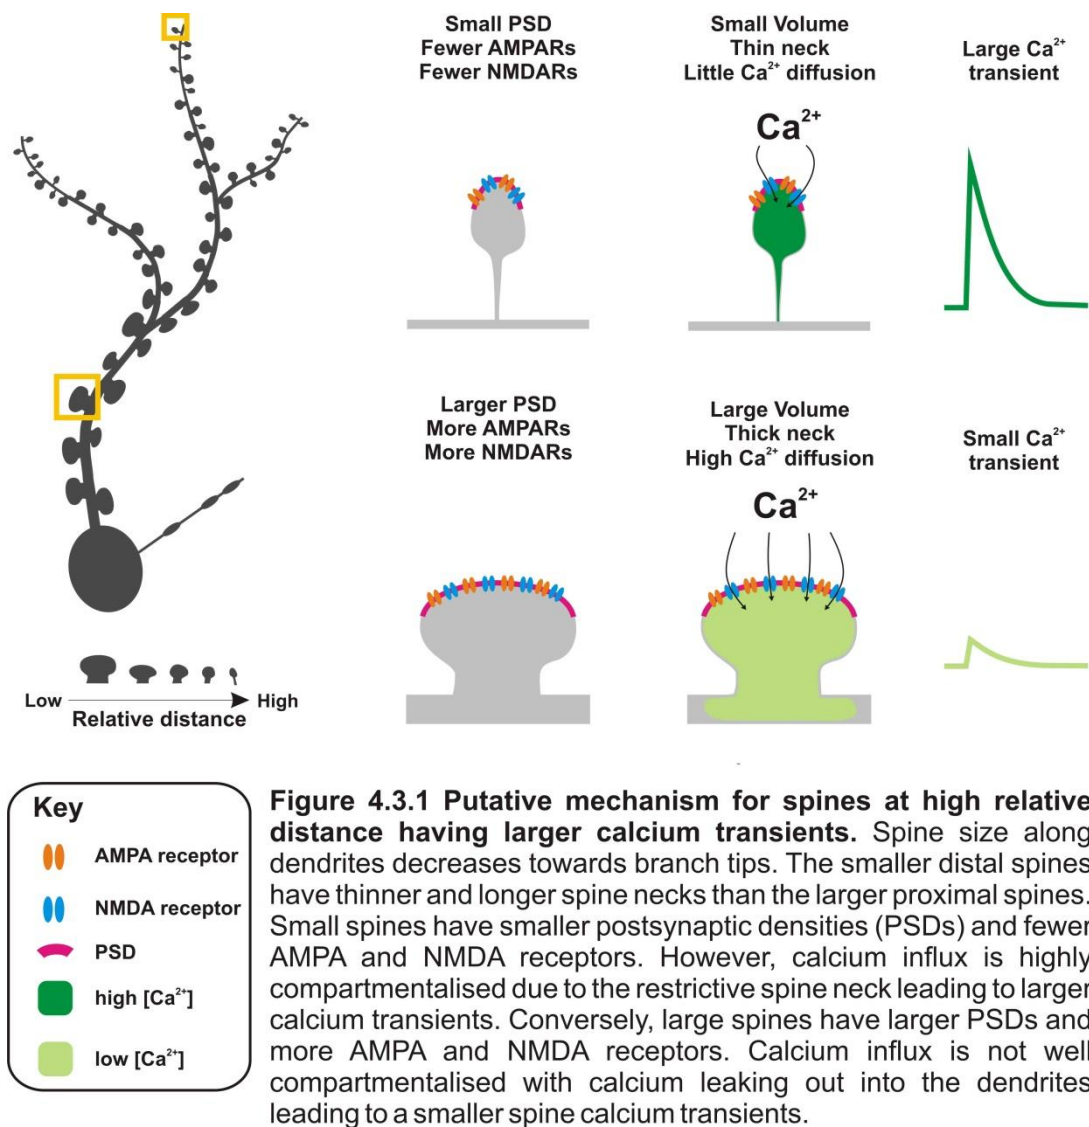 Small PSD
Fewer AMPARs
Fewer NMDARs
Small Volume
Thin neck
Little Ca²⁺ diffusion
Large Ca²⁺
transient
Ca²⁺
Larger PSD
More AMPARs
More NMDARs
Large Volume
Thick neck
High Ca²⁺ diffusion
Small Ca²⁺
transient
Ca²⁺
Low
High
Relative distance
Key
AMPA receptor
NMDA receptor
PSD
high [Ca²⁺]
low [Ca²⁺]
Figure 4.3.1 Putative mechanism for spines at high relative
distance having larger calcium transients. Spine size along
dendrites decreases towards branch tips. The smaller distal spines
have thinner and longer spine necks than the larger proximal spines.
Small spines have smaller postsynaptic densities (PSDs) and fewer
AMPA and NMDA receptors. However, calcium influx is highly
compartmentalised due to the restrictive spine neck leading to larger
calcium transients. Conversely, large spines have larger PSDs and
more AMPA and NMDA receptors. Calcium influx is not well
compartmentalised with calcium leaking out into the dendrites
leading to a smaller spine calcium transients.